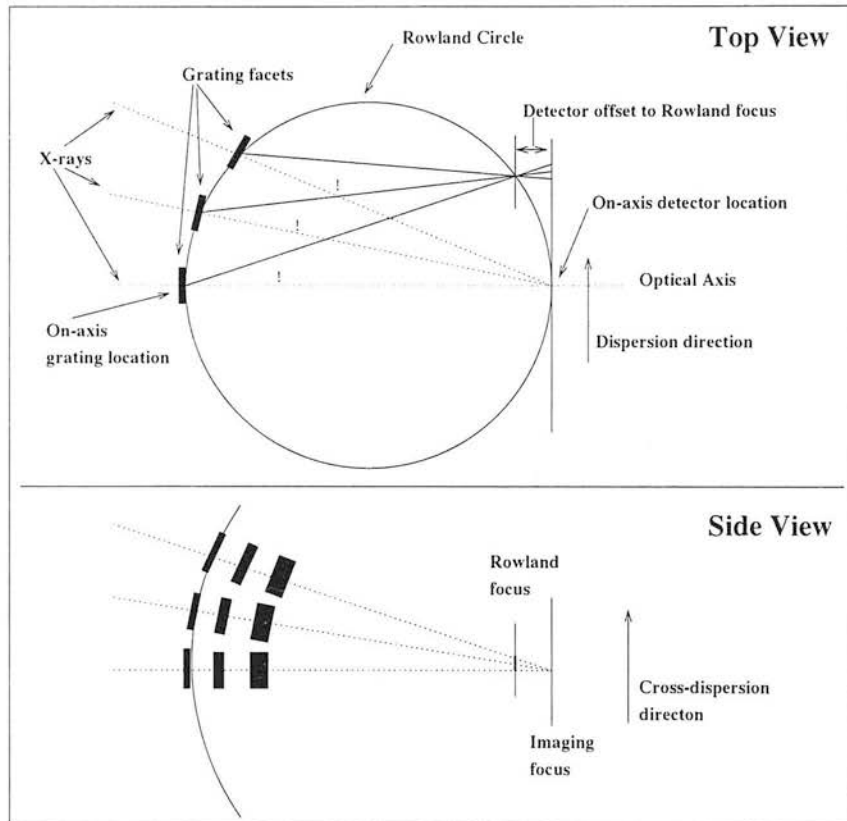 Top View
Rowland Circle
Grating facets
Detector offset to Rowland focus
X-rays
!
On-axis detector location
!
!
Optical Axis
On-axis
grating location
Dispersion direction
Side View
Rowland
focus
Cross-dispersion
directon
Imaging
focus